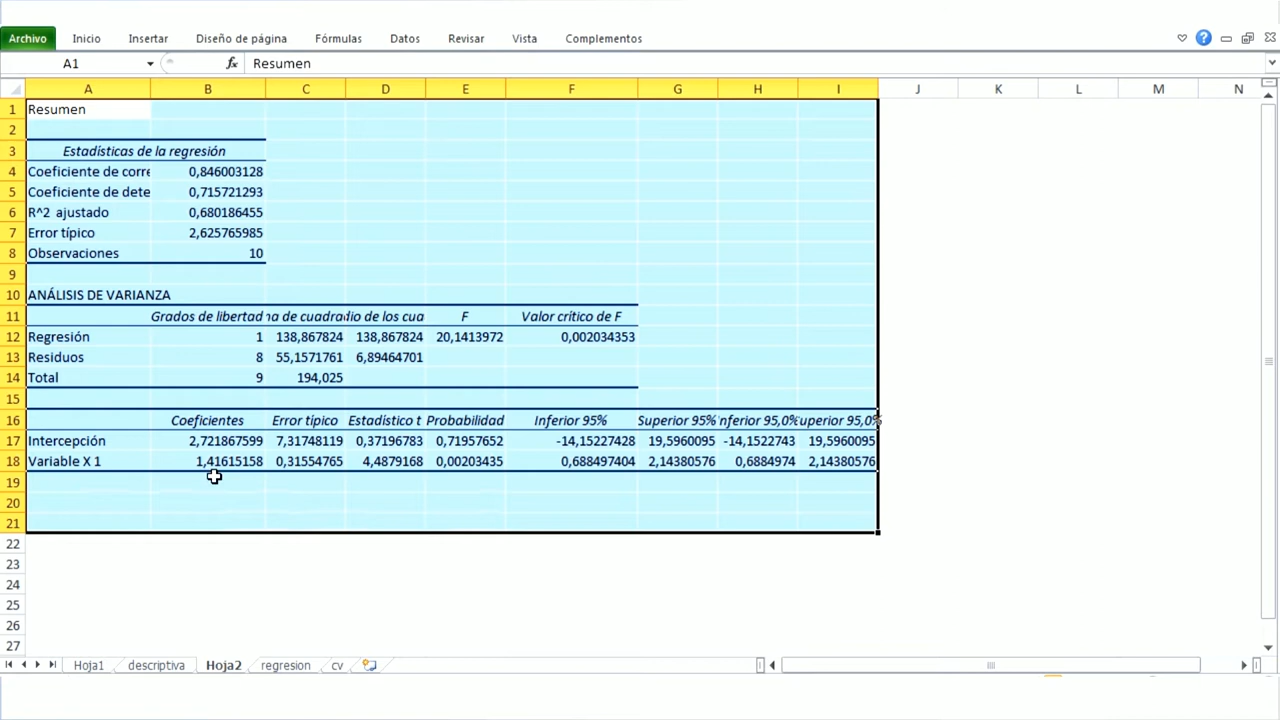 Archivo Inicio Insertar Diseño de página Fórmulas Datos Revisar Vista Complementos
A1 fx Resumen
A B C D E F G H I J K L M N
1 Resumen
2
3 Estadísticas de la regresión
4 Coeficiente de corre 0,846003128
5 Coeficiente de dete 0,715721293
6 R^2 ajustado 0,680186455
7 Error típico 2,625765985
8 Observaciones 10
9
10 ANÁLISIS DE VARIANZA
11 Grados de libertad na de cuadra dio de los cua F Valor crítico de F
12 Regresión 1 138,867824 138,867824 20,1413972 0,002034353
13 Residuos 8 55,1571761 6,89464701
14 Total 9 194,025
15
16 Coeficientes Error típico Estadístico t Probabilidad Inferior 95% Superior 95% nferior 95,0% uperior 95,0%
17 Intercepción 2,721867599 7,31748119 0,37196783 0,71957652 -14,15227428 19,5960095 -14,1522743 19,5960095
18 Variable X 1 1,41615158 0,31554765 4,4879168 0,00203435 0,688497404 2,14380576 0,6884974 2,14380576
19
20
21
22
23
24
25
26
27
Hoja1 descriptiva Hoja2 regresion cv